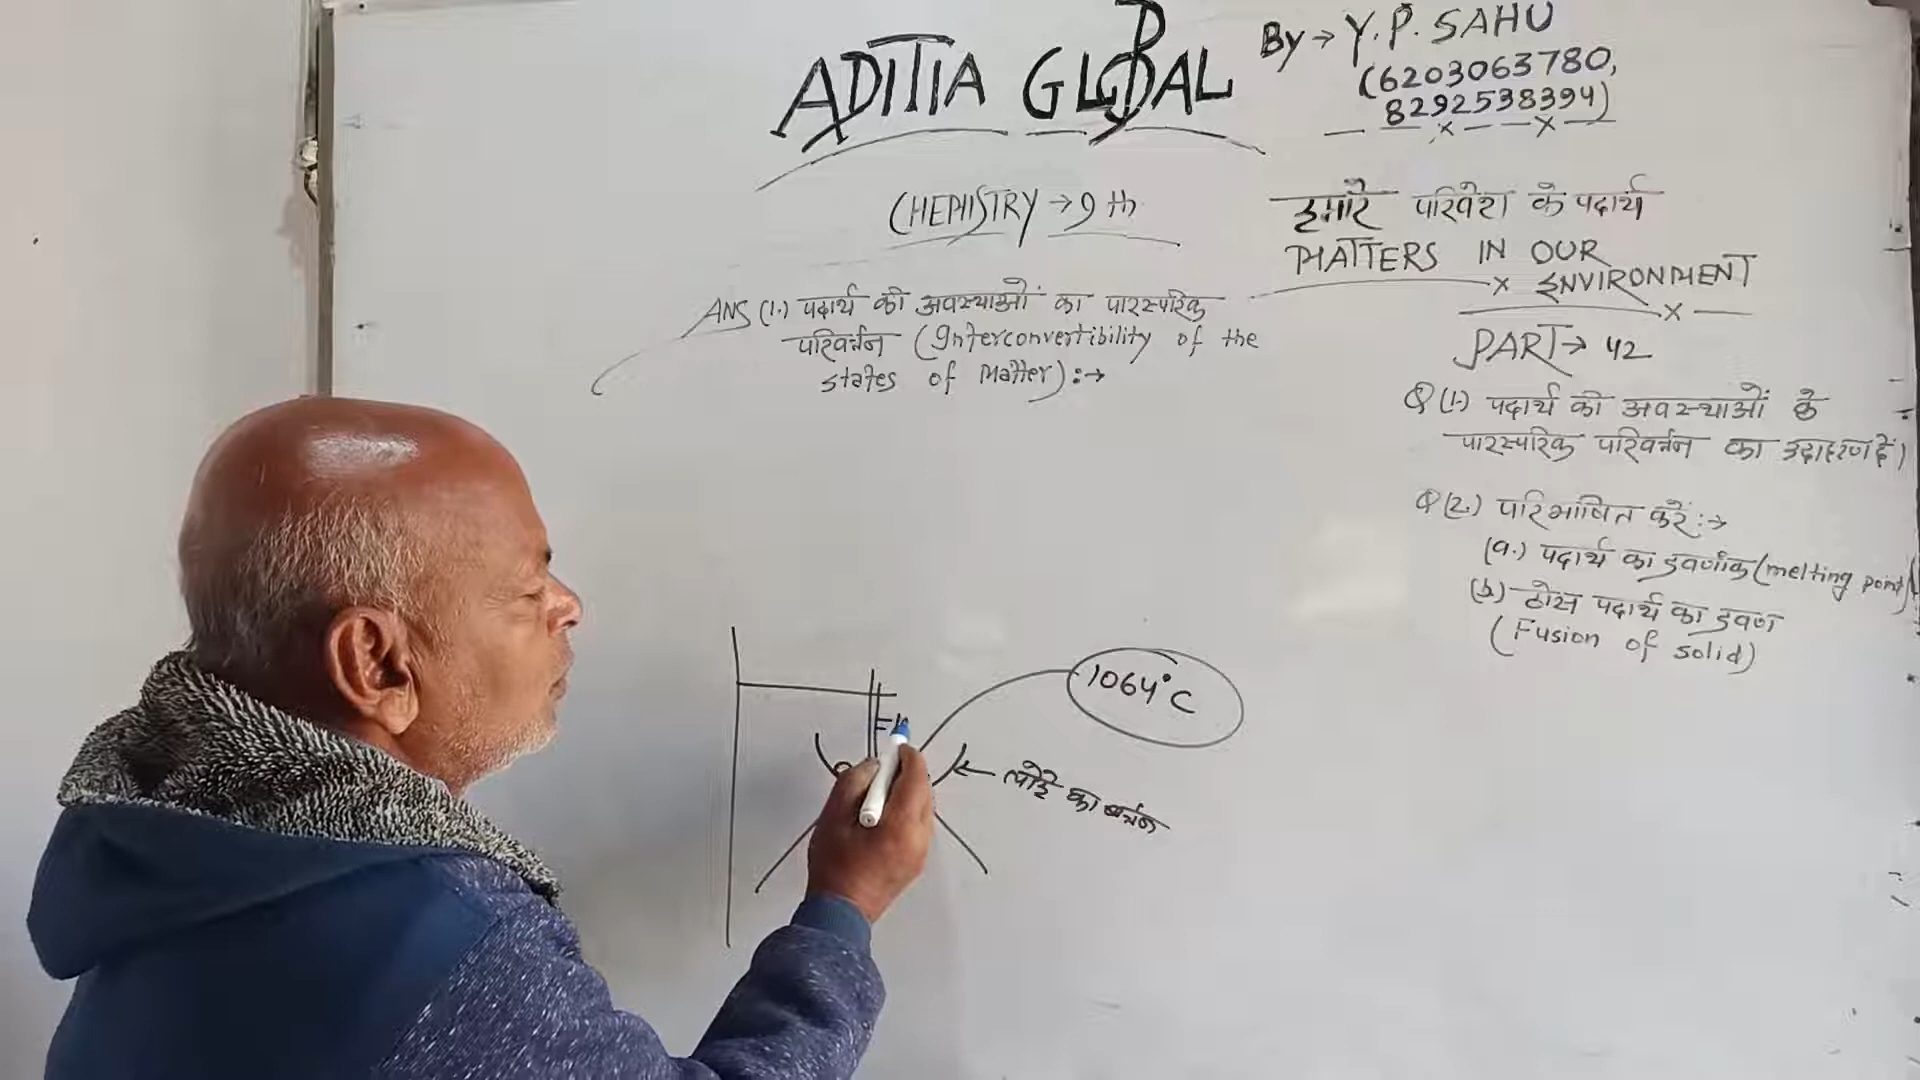 ADITIA GLOBAL
By → Y.P. SAHU
(6203063780,
8292538394)
CHEMISTRY → 9th
हमारे परिवेश के पदार्थ
MATTERS IN OUR
ENVIRONMENT
PART → 42
ANS (1.) पदार्थ की अवस्थाओं का पारस्परिक
परिवर्त्तन (Interconvertibility of the
states of Matter) :→
Q (1.) पदार्थ की अवस्थाओं के
पारस्परिक परिवर्त्तन का उदाहरण दें।
Q (2.) परिभाषित करें :→
(a.) पदार्थ का द्रवणांक (melting point)
(b.) ठोस पदार्थ का द्रवण
(Fusion of solid)
1064°C
लोहे का बर्त्तन